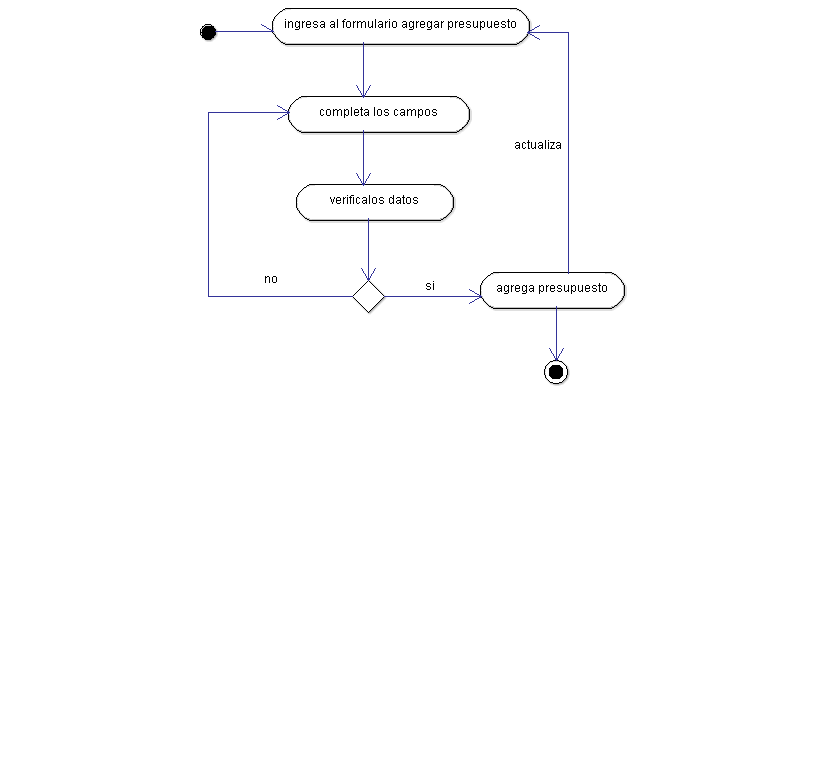 ingresa al formulario agregar presupuesto
completa los campos
actualiza
verificalos datos
no
si
agrega presupuesto